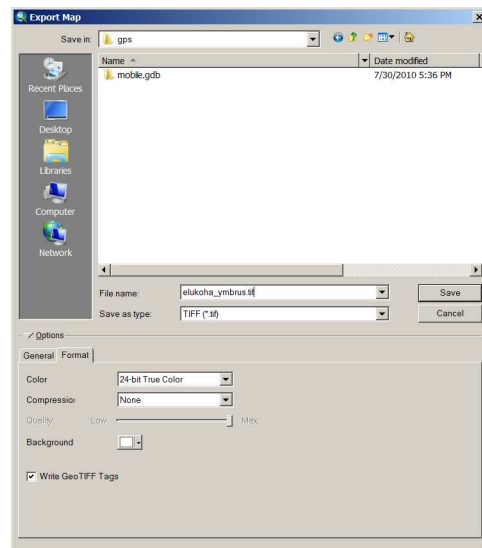 Export Map
Save in: gps
Name Date modified
mobile.gdb 7/30/2010 5:36 PM
Recent Places
Desktop
Libraries
Computer
Network
File name: elukoha_ymbrus.tif Save
Save as type: TIFF (*.tif) Cancel
Options
General Format
Color 24-bit True Color
Compression None
Quality: Low Max
Background
Write GeoTIFF Tags